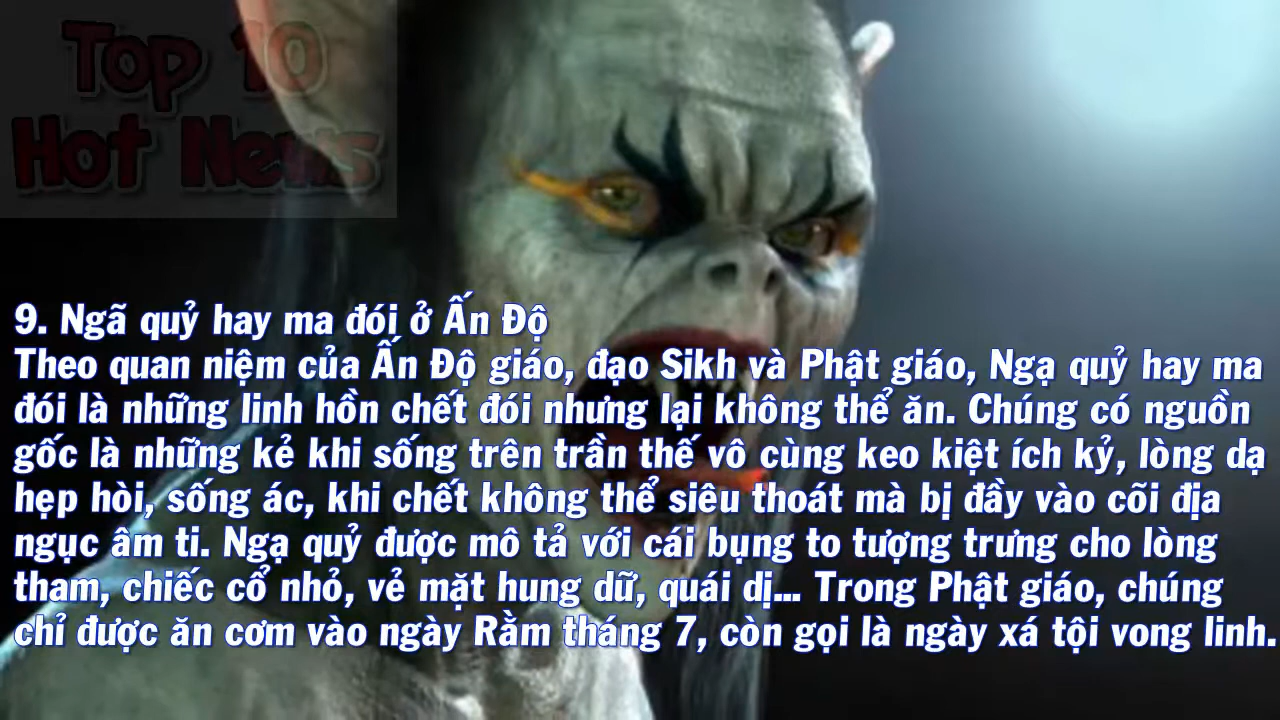 Top 10
Hot News
9. Ngã quỷ hay ma đói ở Ấn Độ
Theo quan niệm của Ấn Độ giáo, đạo Sikh và Phật giáo, Ngạ quỷ hay ma
đói là những linh hồn chết đói nhưng lại không thể ăn. Chúng có nguồn
gốc là những kẻ khi sống trên trần thế vô cùng keo kiệt ích kỷ, lòng dạ
hẹp hòi, sống ác, khi chết không thể siêu thoát mà bị đầy vào cõi địa
ngục âm ti. Ngạ quỷ được mô tả với cái bụng to tượng trưng cho lòng
tham, chiếc cổ nhỏ, vẻ mặt hung dữ, quái dị... Trong Phật giáo, chúng
chỉ được ăn cơm vào ngày Rằm tháng 7, còn gọi là ngày xá tội vong linh.